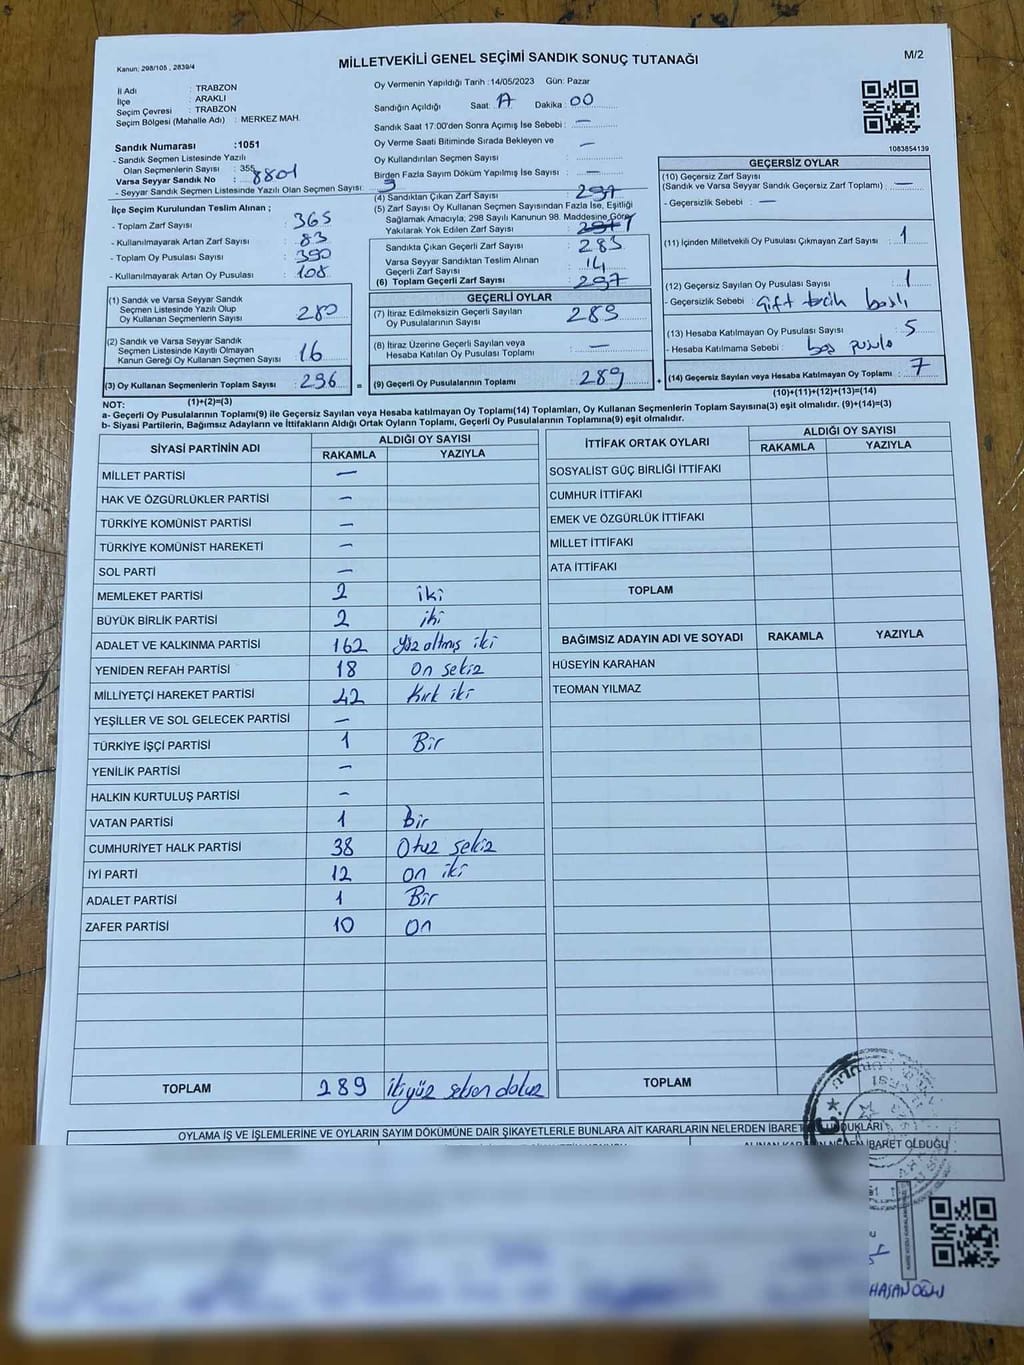 MİLLETVEKİLİ GENEL SEÇİMİ SANDIK SONUÇ TUTANAĞI
M/2
Kanun: 298/105 , 2839/4
İl Adı : TRABZON
İlçe : ARAKLI
Seçim Çevresi : TRABZON
Seçim Bölgesi (Mahalle Adı) : MERKEZ MAH.
Sandık Numarası :1051
- Sandık Seçmen Listesinde Yazılı
Olan Seçmenlerin Sayısı : 355
Varsa Seyyar Sandık No : 8801
- Seyyar Sandık Seçmen Listesinde Yazılı Olan Seçmen Sayısı: 9
İlçe Seçim Kurulundan Teslim Alınan ;
- Toplam Zarf Sayısı : 365
- Kullanılmayarak Artan Zarf Sayısı : 83
- Toplam Oy Pusulası Sayısı : 390
- Kullanılmayarak Artan Oy Pusulası : 108
(1) Sandık ve Varsa Seyyar Sandık
Seçmen Listesinde Yazılı Olup
Oy Kullanan Seçmenlerin Sayısı : 280
(2) Sandık ve Varsa Seyyar Sandık
Seçmen Listesinde Kayıtlı Olmayan
Kanun Gereği Oy Kullanan Seçmen Sayısı : 16
(3) Oy Kullanan Seçmenlerin Toplam Sayısı : 296 =
(1)+(2)=(3)
Oy Vermenin Yapıldığı Tarih :14/05/2023 Gün: Pazar
Sandığın Açıldığı Saat: 17 Dakika : 00
Sandık Saat 17:00'den Sonra Açımış İse Sebebi : —
Oy Verme Saati Bitiminde Sırada Bekleyen ve
Oy Kullandırılan Seçmen Sayısı : —
Birden Fazla Sayım Döküm Yapılmış İse Sayısı : —
(4) Sandıktan Çıkan Zarf Sayısı : 297
(5) Zarf Sayısı Oy Kullanan Seçmen Sayısından Fazla İse, Eşitliği
Sağlamak Amacıyla; 298 Sayılı Kanunun 98. Maddesine Göre
Yakılarak Yok Edilen Zarf Sayısı :
Sandıkta Çıkan Geçerli Zarf Sayısı : 283
Varsa Seyyar Sandıktan Teslim Alınan
Geçerli Zarf Sayısı : 14
(6) Toplam Geçerli Zarf Sayısı : 297
GEÇERLİ OYLAR
(7) İtiraz Edilmeksizin Geçerli Sayılan
Oy Pusulalarının Sayısı : 289
(8) İtiraz Üzerine Geçerli Sayılan veya
Hesaba Katılan Oy Pusulası Toplamı : —
(9) Geçerli Oy Pusulalarının Toplamı : 289 +
1083854139
GEÇERSİZ OYLAR
(10) Geçersiz Zarf Sayısı
(Sandık ve Varsa Seyyar Sandık Geçersiz Zarf Toplamı) : —
- Geçersizlik Sebebi : —
(11) İçinden Milletvekili Oy Pusulası Çıkmayan Zarf Sayısı : 1
(12) Geçersiz Sayılan Oy Pusulası Sayısı : 1
- Geçersizlik Sebebi : Çift tercih
(13) Hesaba Katılmayan Oy Pusulası Sayısı : 5
- Hesaba Katılmama Sebebi : boş pusula
(14) Geçersiz Sayılan veya Hesaba Katılmayan Oy Toplamı : 7
(10)+(11)+(12)+(13)=(14)
NOT:
a- Geçerli Oy Pusulalarının Toplamı(9) ile Geçersiz Sayılan veya Hesaba katılmayan Oy Toplamı(14) Toplamları, Oy Kullanan Seçmenlerin Toplam Sayısına(3) eşit olmalıdır. (9)+(14)=(3)
b- Siyasi Partilerin, Bağımsız Adayların ve İttifakların Aldığı Ortak Oyların Toplamı, Geçerli Oy Pusulalarının Toplamına(9) eşit olmalıdır.
SİYASİ PARTİNİN ADI ALDIĞI OY SAYISI
RAKAMLA YAZIYLA
MİLLET PARTİSİ —
HAK VE ÖZGÜRLÜKLER PARTİSİ —
TÜRKİYE KOMÜNİST PARTİSİ —
TÜRKİYE KOMÜNİST HAREKETİ —
SOL PARTİ —
MEMLEKET PARTİSİ 2 iki
BÜYÜK BİRLİK PARTİSİ 2 iki
ADALET VE KALKINMA PARTİSİ 162 Yüz altmış iki
YENİDEN REFAH PARTİSİ 18 On sekiz
MİLLİYETÇİ HAREKET PARTİSİ 42 Kırk iki
YEŞİLLER VE SOL GELECEK PARTİSİ —
TÜRKİYE İŞÇİ PARTİSİ 1 Bir
YENİLİK PARTİSİ —
HALKIN KURTULUŞ PARTİSİ —
VATAN PARTİSİ 1 Bir
CUMHURİYET HALK PARTİSİ 38 Otuz sekiz
İYİ PARTİ 12 on iki
ADALET PARTİSİ 1 Bir
ZAFER PARTİSİ 10 On
TOPLAM 289 ikiyüz seksen dokuz
İTTİFAK ORTAK OYLARI ALDIĞI OY SAYISI
RAKAMLA YAZIYLA
SOSYALİST GÜÇ BİRLİĞİ İTTİFAKI
CUMHUR İTTİFAKI
EMEK VE ÖZGÜRLÜK İTTİFAKI
MİLLET İTTİFAKI
ATA İTTİFAKI
TOPLAM
BAĞIMSIZ ADAYIN ADI VE SOYADI RAKAMLA YAZIYLA
HÜSEYİN KARAHAN
TEOMAN YILMAZ
TOPLAM
OYLAMA İŞ VE İŞLEMLERİNE VE OYLARIN SAYIM DÖKÜMÜNE DAİR ŞİKAYETLERLE BUNLARA AİT KARARLARIN NELERDEN İBARET OLDUKLARI
ALINAN KARARIN NEDEN İBARET OLDUĞU
HASANOĞLU